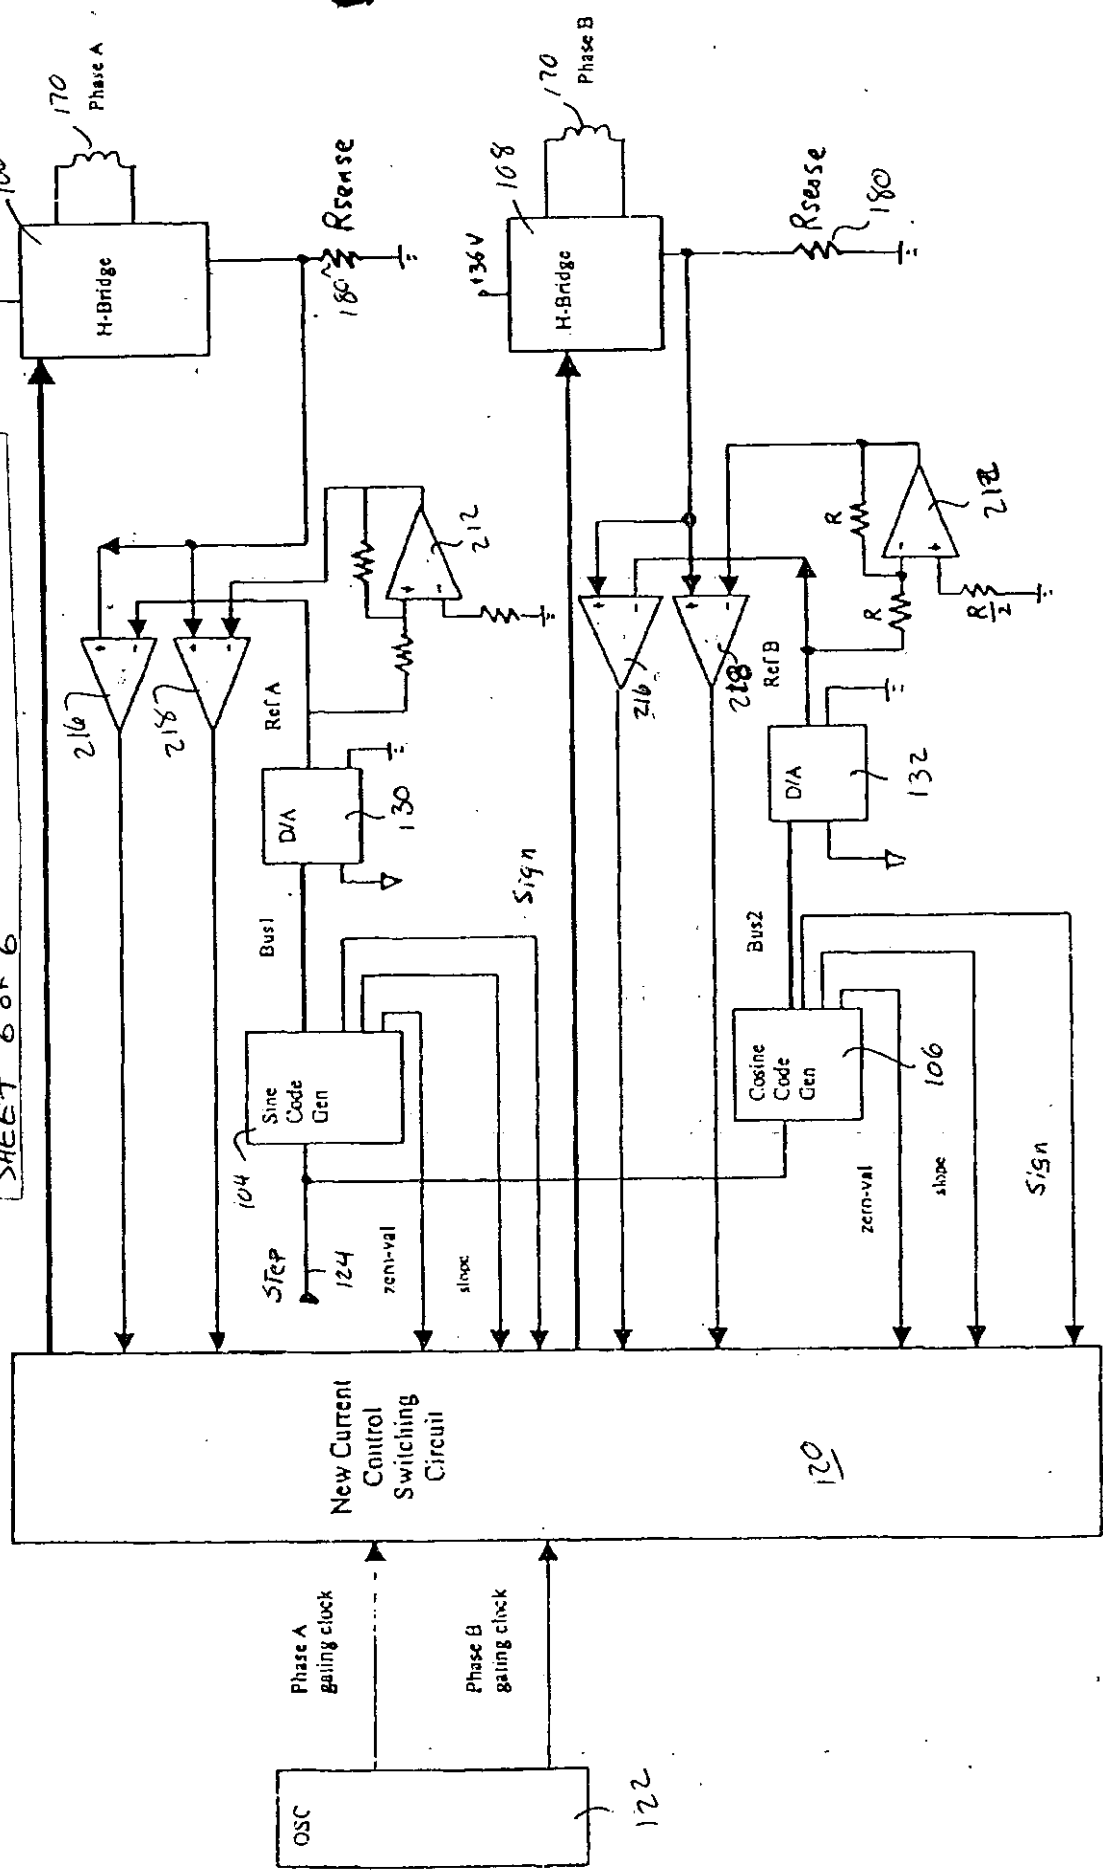 SHEET 6 OF 6
OSC
122
Phase A
gating clock
Phase B
gating clock
New Current
Control
Switching
Circuit
120
STeP
124
zero-val
slope
Sign
104
Sine
Code
Gen
Bus1
D/A
130
Ref A
216
218
212
+
-
+
-
+
-
H-Bridge
170
Phase A
180
Rsense
zero-val
slope
Sign
Cosine
Code
Gen
106
Bus2
D/A
132
Ref B
216
218
+
-
+
-
R
R
R/2
-
+
212
+36V
H-Bridge
108
170
Phase B
Rsense
180